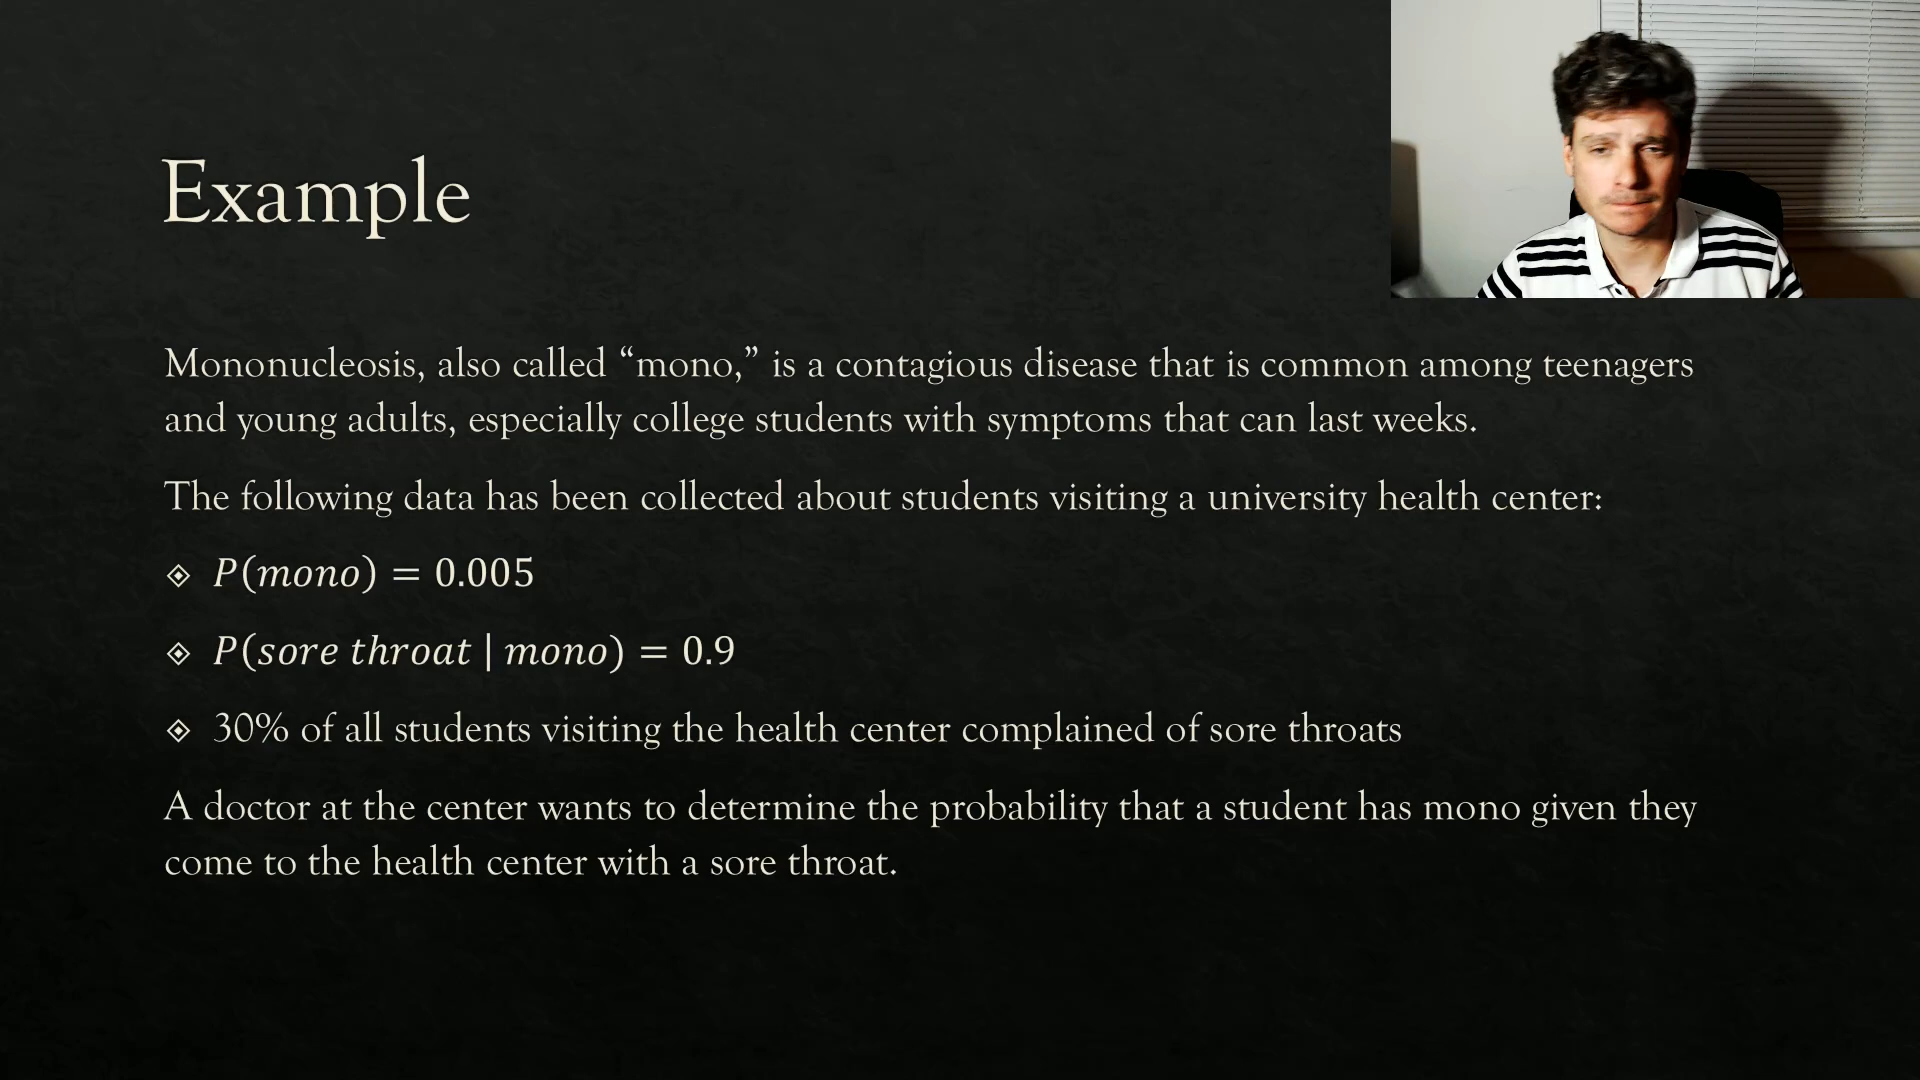 Example
Mononucleosis, also called “mono,” is a contagious disease that is common among teenagers
and young adults, especially college students with symptoms that can last weeks.
The following data has been collected about students visiting a university health center:
P(mono) = 0.005
P(sore throat | mono) = 0.9
30% of all students visiting the health center complained of sore throats
A doctor at the center wants to determine the probability that a student has mono given they
come to the health center with a sore throat.